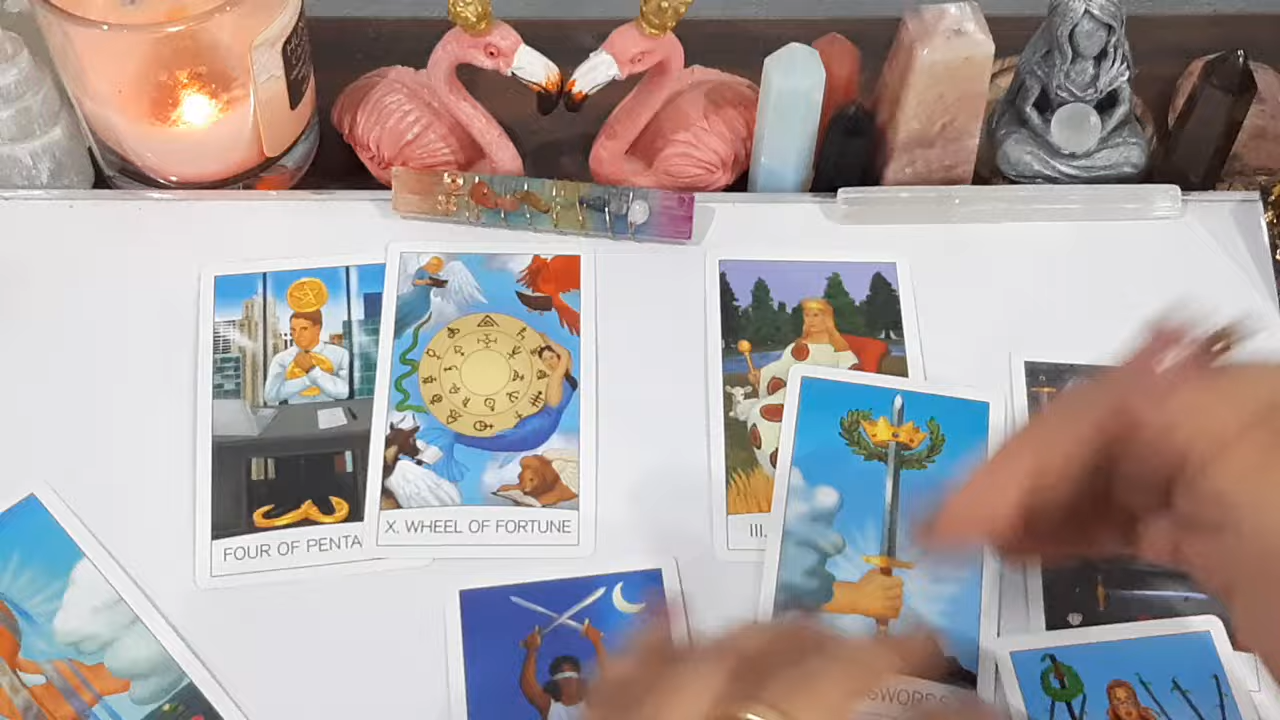 FOUR OF PENTA
X. WHEEL OF FORTUNE
III.
SWORDS